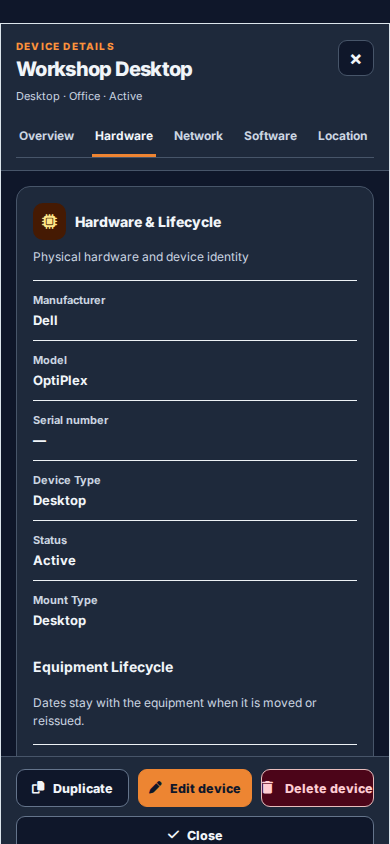 DEVICE DETAILS
Workshop Desktop
Desktop · Office · Active
Overview Hardware Network Software Location
Hardware & Lifecycle
Physical hardware and device identity
Manufacturer
Dell
Model
OptiPlex
Serial number
—
Device Type
Desktop
Status
Active
Mount Type
Desktop
Equipment Lifecycle
Dates stay with the equipment when it is moved or
reissued.
Duplicate Edit device Delete device
Close